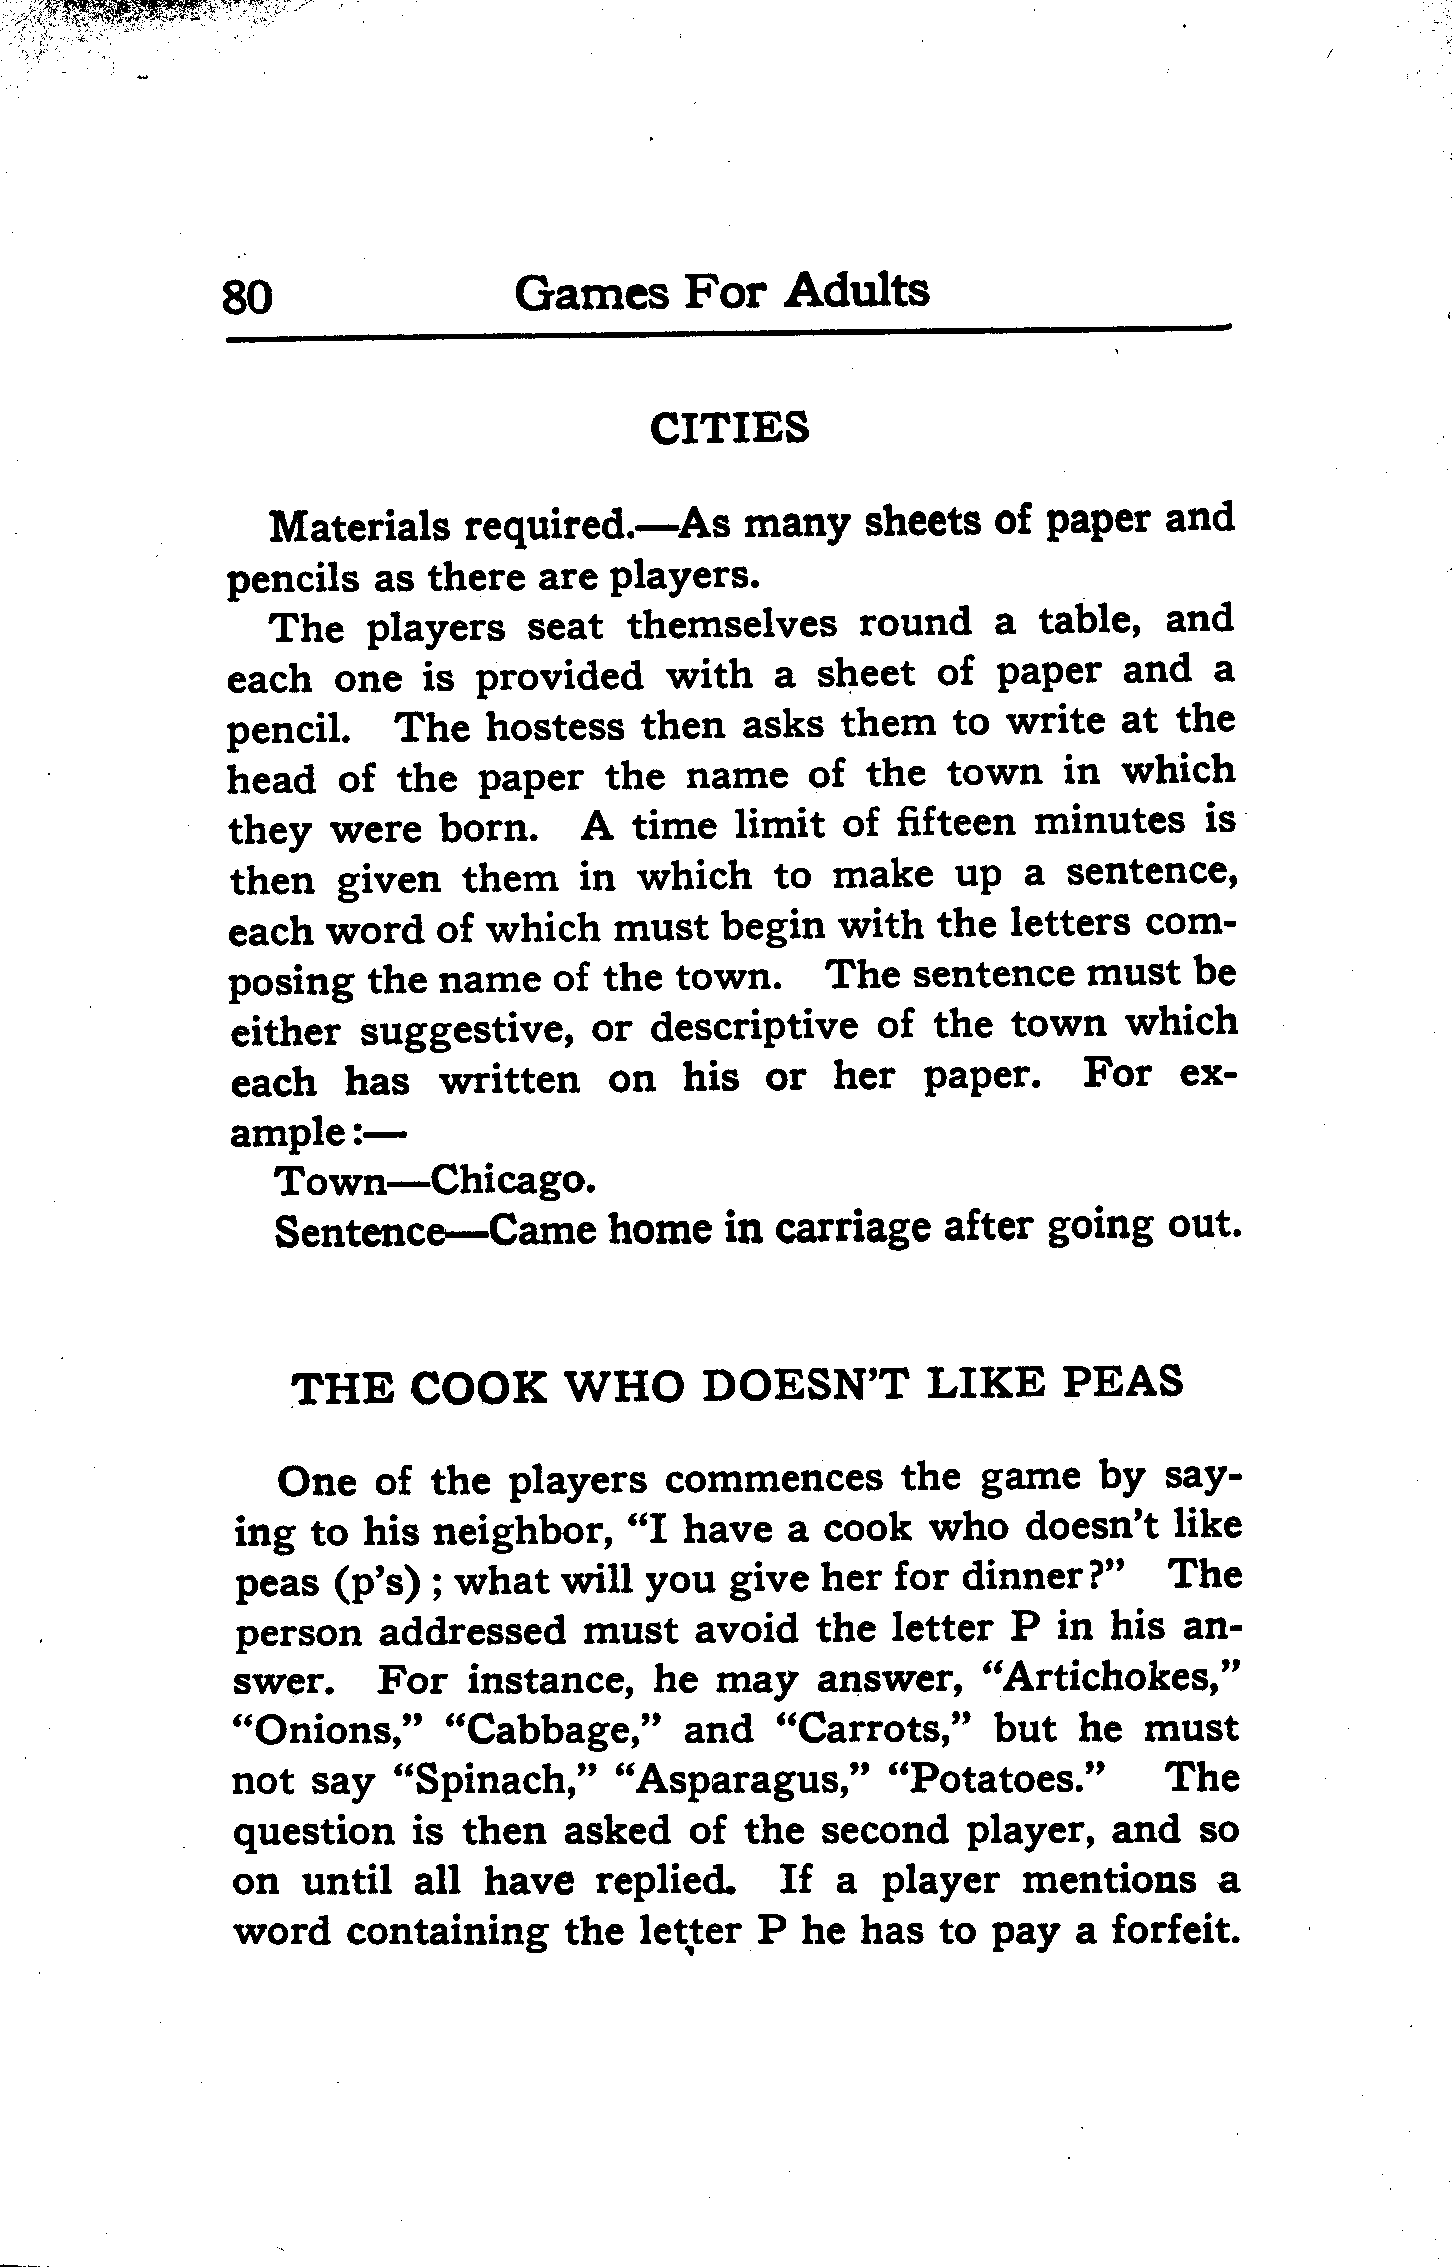 80 Games For Adults
CITIES
Materials required.—As many sheets of paper and
pencils as there are players.
The players seat themselves round a table, and
each one is provided with a sheet of paper and a
pencil. The hostess then asks them to write at the
head of the paper the name of the town in which
they were born. A time limit of fifteen minutes is
then given them in which to make up a sentence,
each word of which must begin with the letters com-
posing the name of the town. The sentence must be
either suggestive, or descriptive of the town which
each has written on his or her paper. For ex-
ample:—
Town—Chicago.
Sentence—Came home in carriage after going out.
THE COOK WHO DOESN'T LIKE PEAS
One of the players commences the game by say-
ing to his neighbor, “I have a cook who doesn't like
peas (p's); what will you give her for dinner?” The
person addressed must avoid the letter P in his an-
swer. For instance, he may answer, “Artichokes,”
“Onions,” “Cabbage,” and “Carrots,” but he must
not say “Spinach,” “Asparagus,” “Potatoes.” The
question is then asked of the second player, and so
on until all have replied. If a player mentions a
word containing the letter P he has to pay a forfeit.